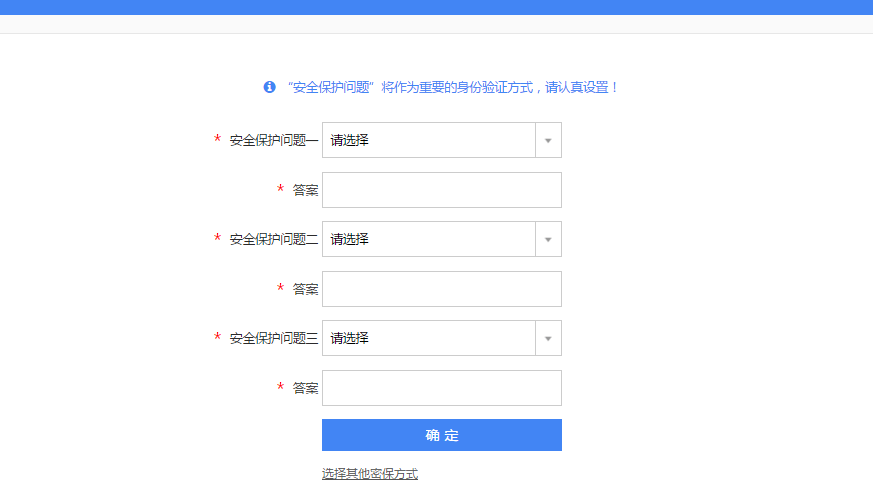 “安全保护问题”将作为重要的身份验证方式，请认真设置！
* 安全保护问题一 请选择
* 答案
* 安全保护问题二 请选择
* 答案
* 安全保护问题三 请选择
* 答案
确 定
选择其他密保方式